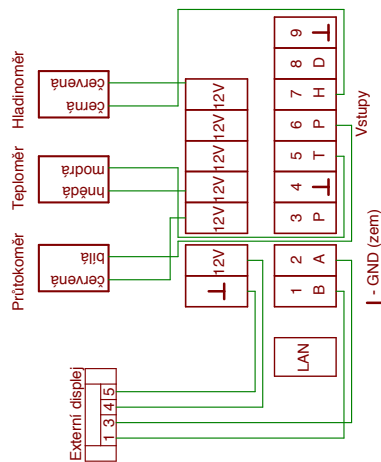 Průtokoměr
červená
bílá
Teploměr
hnědá
modrá
Hladinoměr
černá
červená
Externí displej
1 3 4 5
12V
12V 12V 12V 12V 12V
LAN
1 2 3 4 5 6 7 8 9
B A P T P H D
Vstupy
I - GND (zem)